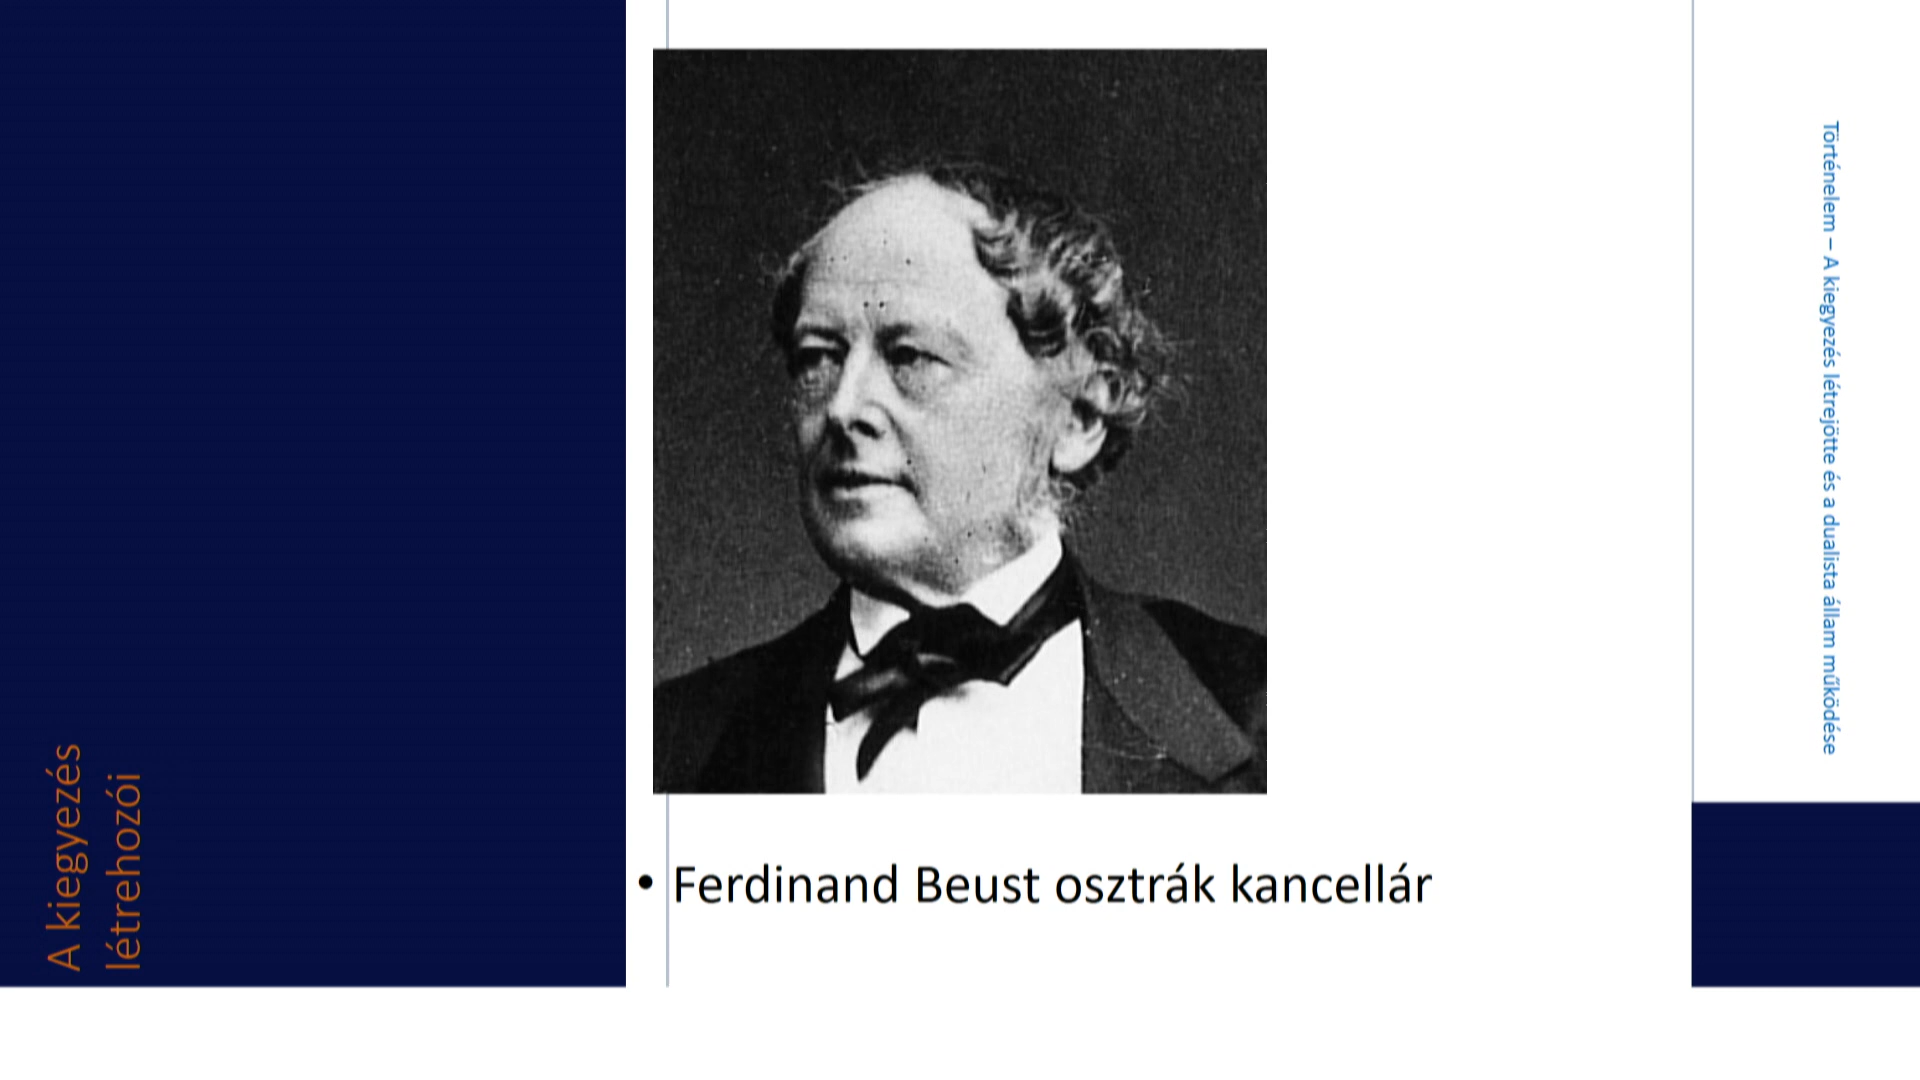 A kiegyezés
létrehozói
• Ferdinand Beust osztrák kancellár
Történelem – A kiegyezés létrejötte és a dualista állam működése